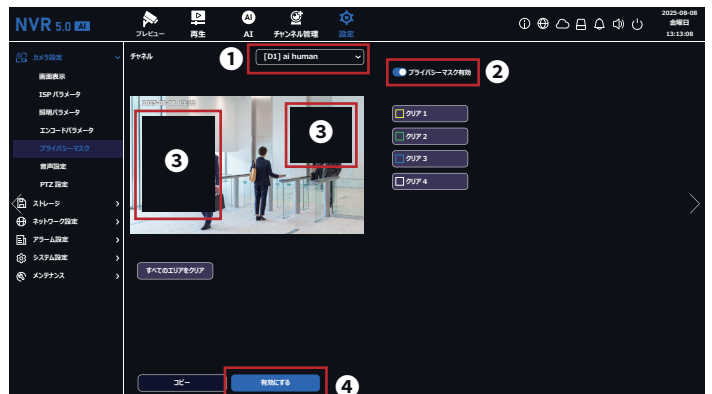 NVR 5.0 AI
プレビュー
再生
AI
AI
チャンネル管理
設定
2025-08-08
金曜日
13:13:08
カメラ設定
画面表示
ISP パラメータ
照明パラメータ
エンコードパラメータ
プライバシーマスク
音声設定
PTZ 設定
ストレージ
ネットワーク設定
アラーム設定
システム設定
メンテナンス
チャネル
1
[D1] ai human
プライバシーマスク有効
2
3
3
クリア 1
クリア 2
クリア 3
クリア 4
すべてのエリアをクリア
コピー
有効にする
4